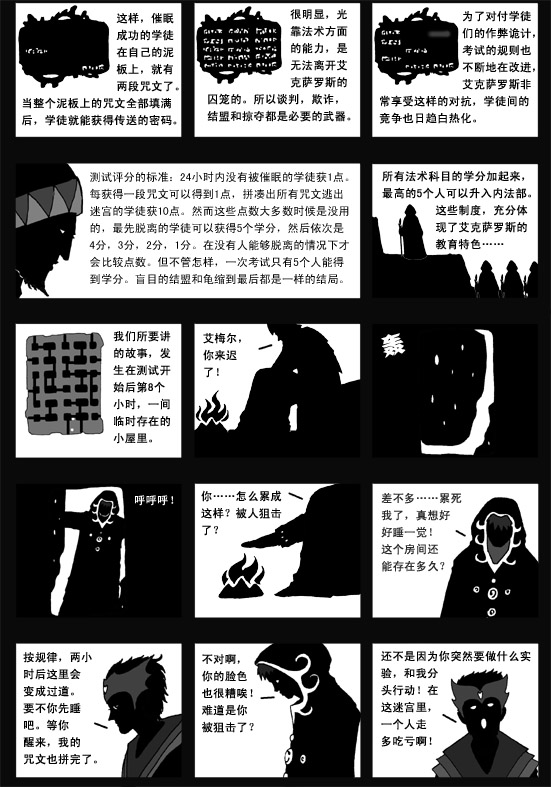 这样，催眠
成功的学徒
在自己的泥
板上，就有
两段咒文了。
当整个泥板上的咒文全部填满
后，学徒就能获得传送的密码。
很明显，光
靠法术方面
的能力，是
无法离开艾
克萨罗斯的
囚笼的。所以谈判，欺诈，
结盟和掠夺都是必要的武器。
为了对付学徒
们的作弊诡计，
考试的规则也
不断地在改进，
艾克萨罗斯非
常享受这样的对抗，学徒间的
竞争也日趋白热化。
测试评分的标准：24小时内没有被催眠的学徒获1点。
每获得一段咒文可以得到1点，拼凑出所有咒文逃出
迷宫的学徒获10点。然而这些点数大多数时候是没用
的，最先脱离的学徒可以获得5个学分，然后依次是
4分，3分，2分，1分。在没有人能够脱离的情况下才
会比较点数。但不管怎样，一次考试只有5个人能得
到学分。盲目的结盟和龟缩到最后都是一样的结局。
所有法术科目的学分加起来，
最高的5个人可以升入内法部。
这些制度，充分体
现了艾克萨罗斯的
教育特色……
我们所要讲
的故事，发
生在测试开
始后第8个
小时，一间
临时存在的
小屋里。
艾梅尔，
你来迟
了！
轰
呼呼呼！
你……怎么累成
这样？被人狙击
了？
差不多……累死
我了，真想好
好睡一觉！
这个房间还
能存在多久？
按规律，两小
时后这里会
变成过道。
要不你先睡
吧。等你
醒来，我的
咒文也拼完了。
不对啊，
你的脸色
也很糟唉！
难道是你
被狙击了？
还不是因为你突然要做什么实
验，和我分
头行动！在
这迷宫里，
一个人走
多吃亏啊！